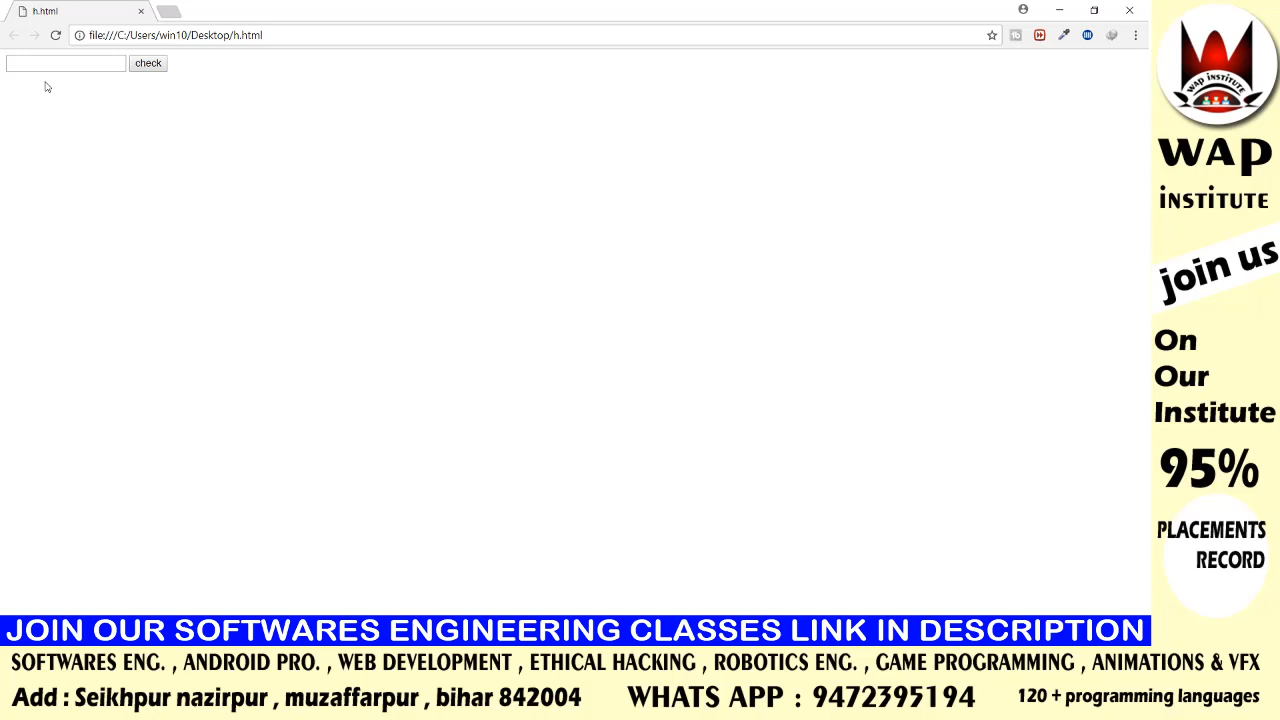 h.html
file:///C:/Users/win10/Desktop/h.html
check
WAP INSTITUTE
WAP
INSTITUTE
join us
On
Our
Institute
95%
PLACEMENTS
RECORD
JOIN OUR SOFTWARES ENGINEERING CLASSES LINK IN DESCRIPTION
SOFTWARES ENG. , ANDROID PRO. , WEB DEVELOPMENT , ETHICAL HACKING , ROBOTICS ENG. , GAME PROGRAMMING , ANIMATIONS & VFX
Add : Seikhpur nazirpur , muzaffarpur , bihar 842004 WHATS APP : 9472395194 120 + programming languages